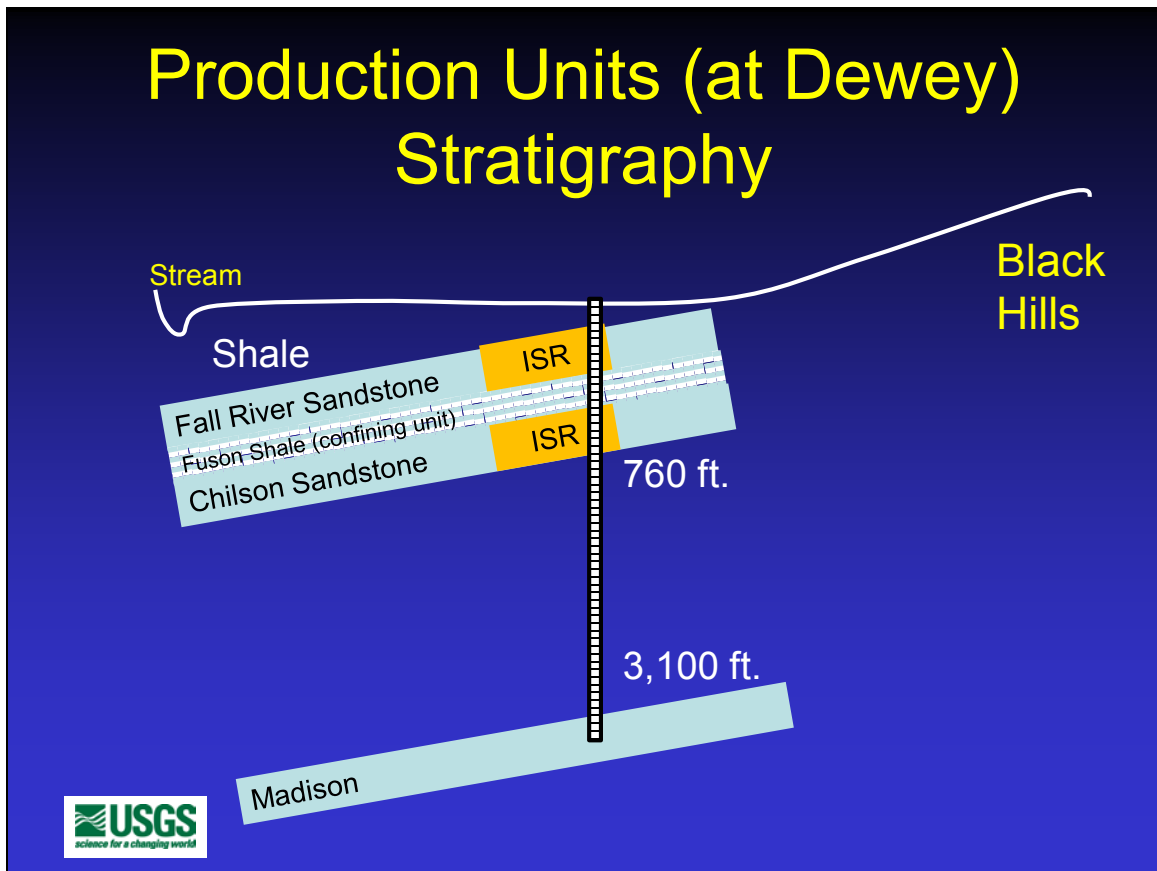 Production Units (at Dewey)
Stratigraphy
Stream
Black
Hills
Shale
ISR
Fall River Sandstone
Fuson Shale (confining unit)
ISR
Chilson Sandstone
760 ft.
3,100 ft.
Madison
USGS
science for a changing world